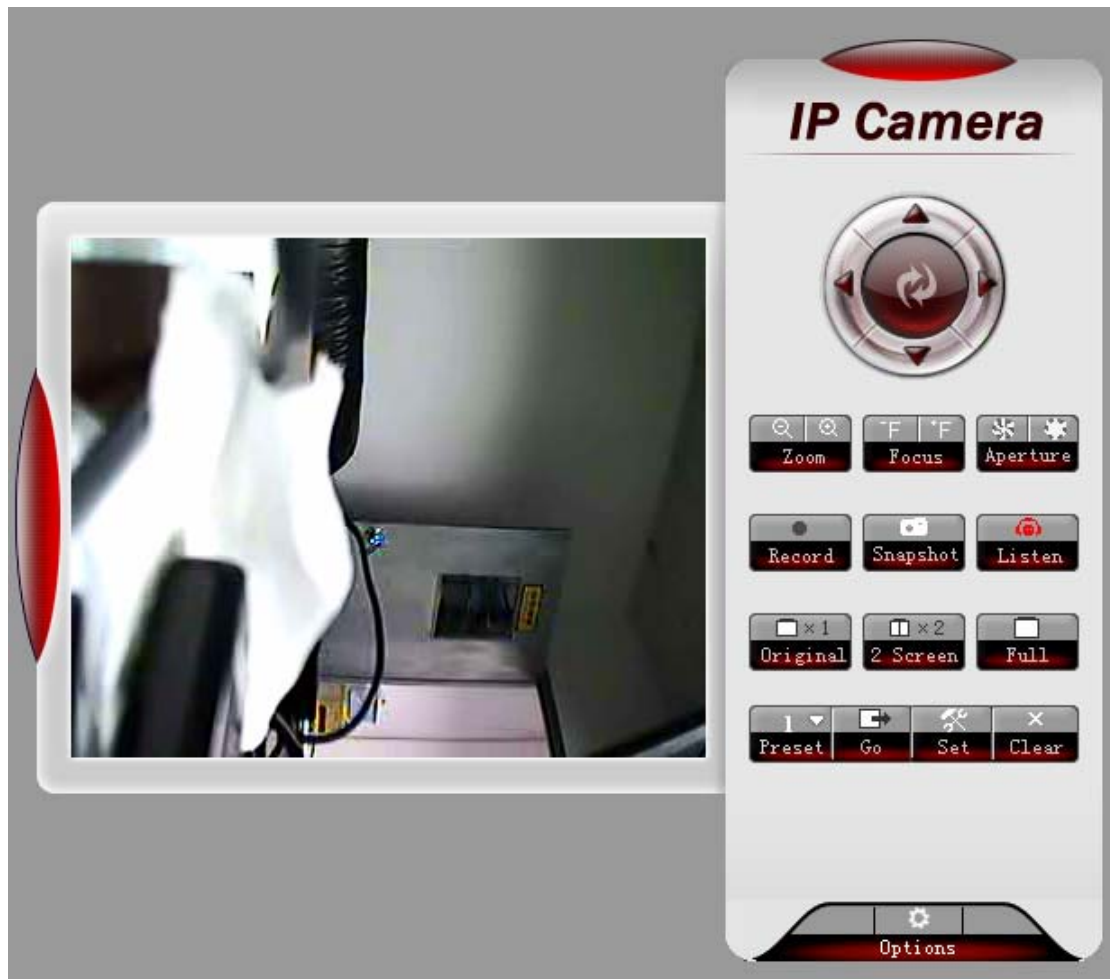 IP Camera
-F +F
Zoom Focus Aperture
Record Snapshot Listen
×1 ×2
Original 2 Screen Full
1
Preset Go Set Clear
Options